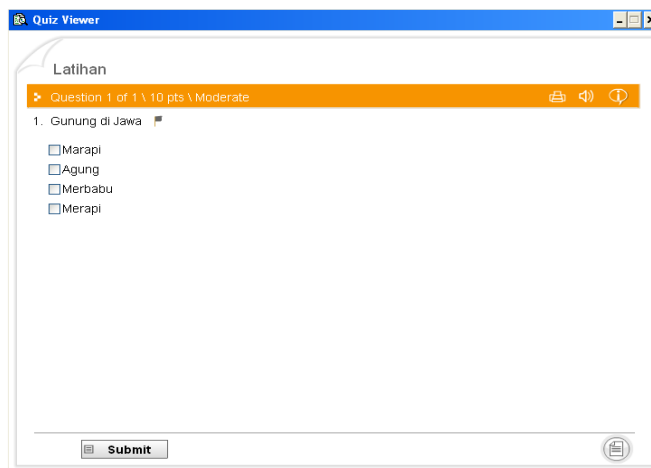 Quiz Viewer
Latihan
Question 1 of 1 \ 10 pts \ Moderate
1. Gunung di Jawa
Marapi
Agung
Merbabu
Merapi
Submit